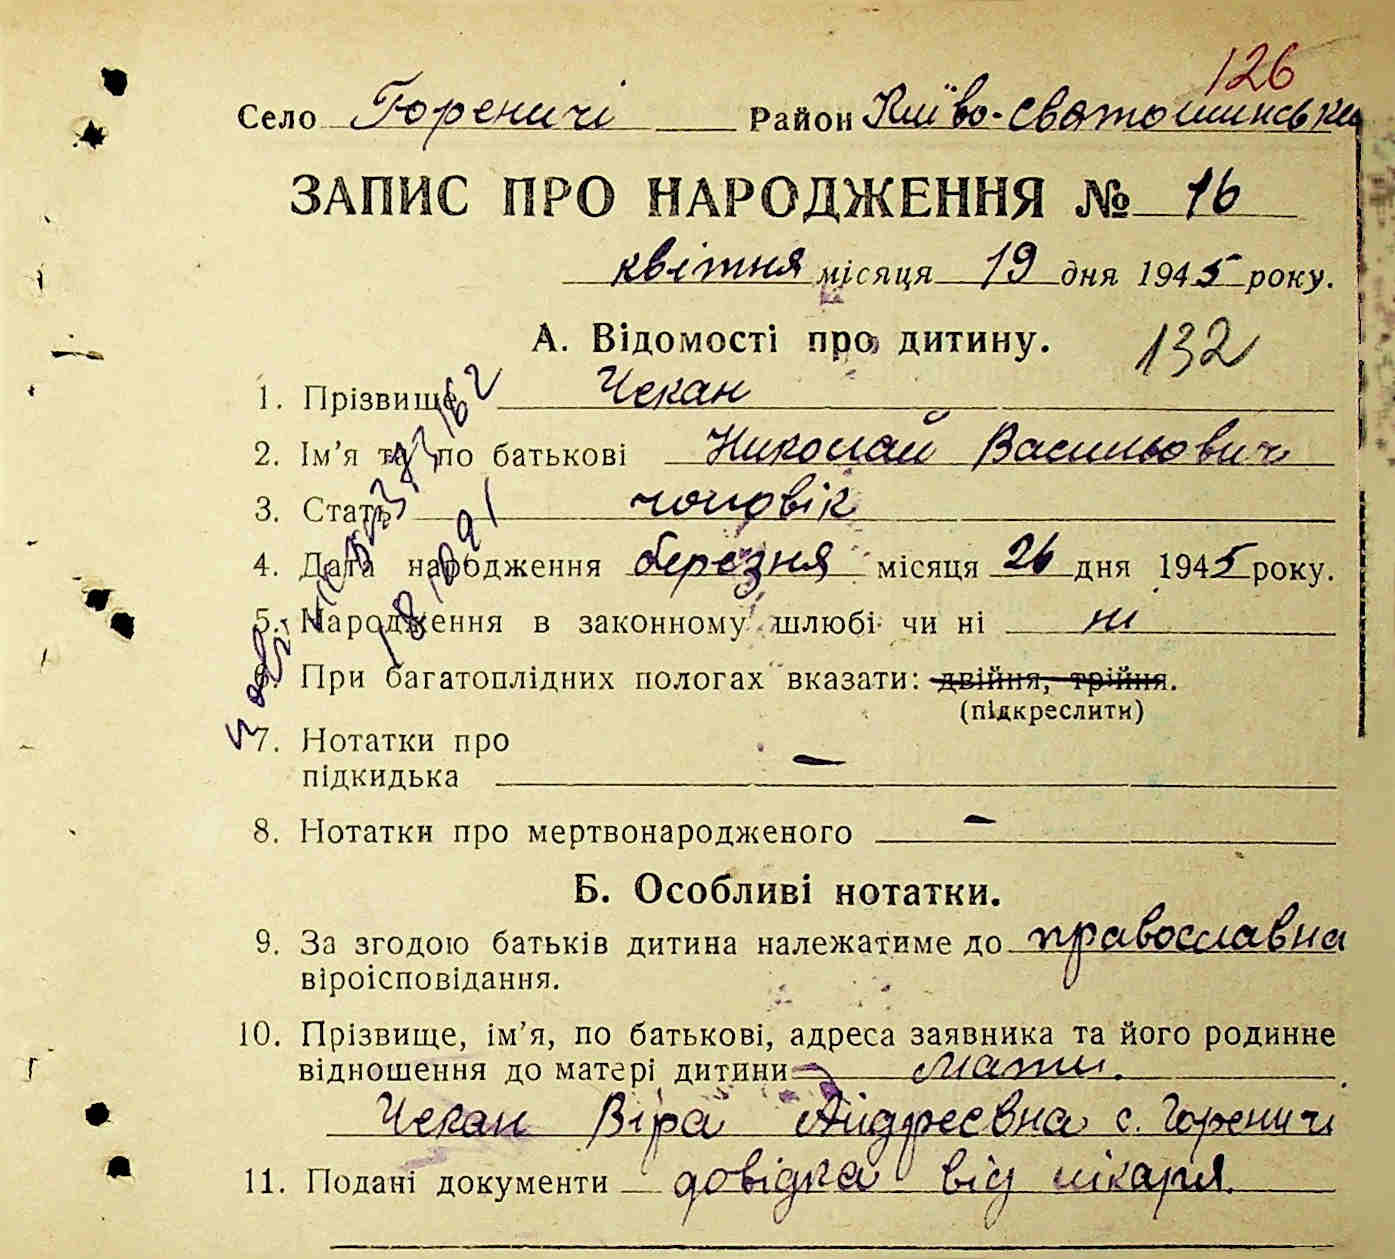 126
Село Гореничі Район Київо-Святошинськи
ЗАПИС ПРО НАРОДЖЕННЯ № 16
квітня місяця 19 дня 1945 року.
А. Відомості про дитину. 132
1. Прізвище Чекан
2. Ім'я та по батькові Николай Васильович
3. Стать чоловік
4. Дата народження березня місяця 26 дня 1945 року.
5. Народження в законному шлюбі чи ні ні
6. При багатоплідних пологах вказати: двійня, трійня.
(підкреслити)
7. Нотатки про
підкидька —
8. Нотатки про мертвонародженого —
Б. Особливі нотатки.
9. За згодою батьків дитина належатиме до православна
віроісповідання.
10. Прізвище, ім'я, по батькові, адреса заявника та його родинне
відношення до матері дитини мати.
Чекан Віра Андреєвна с. Гореничі
11. Подані документи довідка від лікаря.